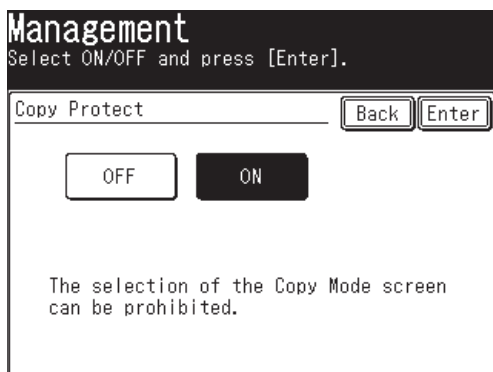 Management
Select ON/OFF and press [Enter].
Copy Protect
Back Enter
OFF ON
The selection of the Copy Mode screen
can be prohibited.